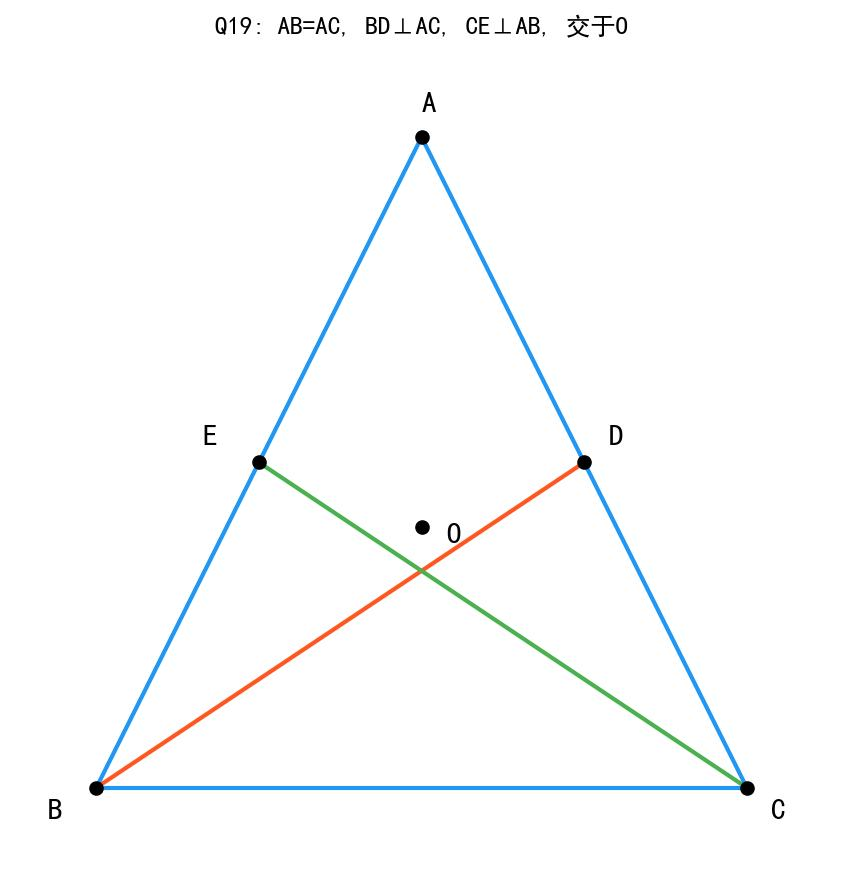 Q19: AB=AC, BD⊥AC, CE⊥AB, 交于O
A
E
D
O
B
C